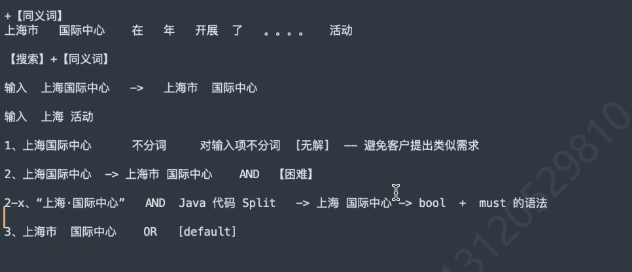 +【同义词】
上海市 国际中心 在 年 开展 了 。。。。 活动
【搜索】+【同义词】
输入 上海国际中心 —> 上海市 国际中心
输入 上海 活动
1、上海国际中心 不分词 对输入项不分词 [无解] —— 避免客户提出类似需求
2、上海国际中心 —> 上海市 国际中心 AND 【困难】
2-x、“上海·国际中心” AND Java 代码 Split —> 上海 国际中心 —> bool + must 的语法
3、上海市 国际中心 OR [default]
13120529810